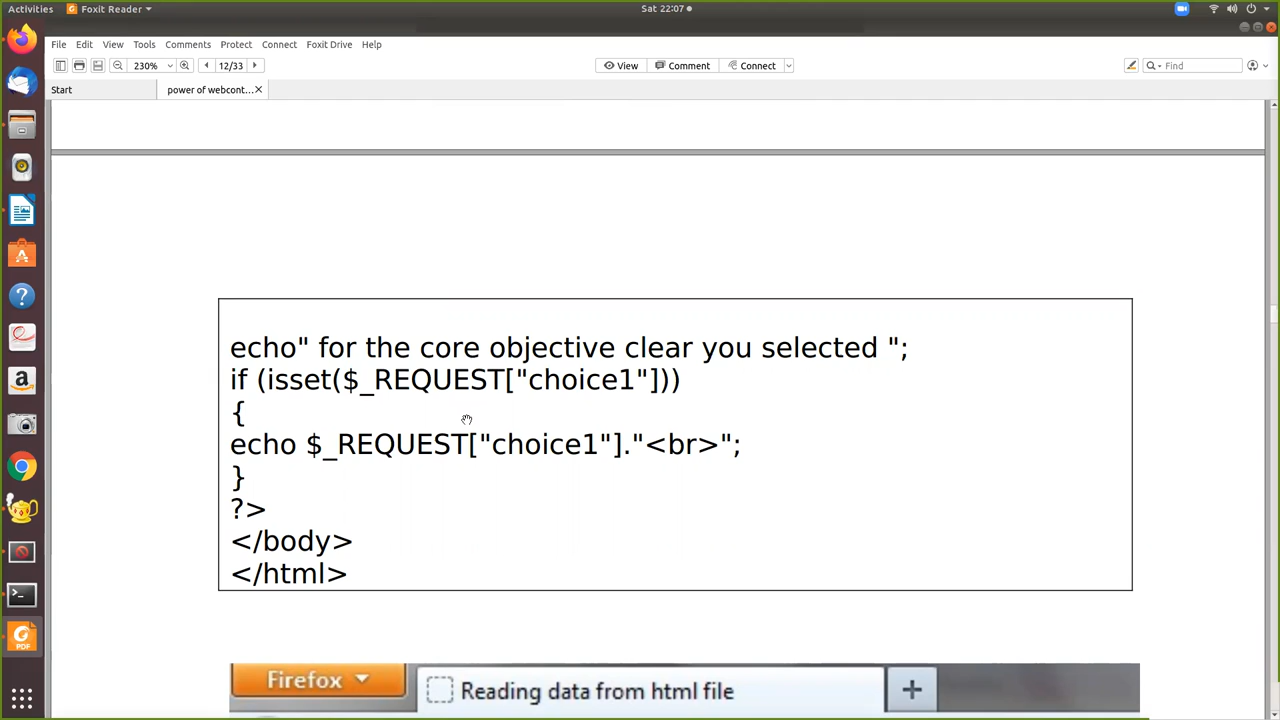 Activities Foxit Reader Sat 22:07
File Edit View Tools Comments Protect Connect Foxit Drive Help
230% 12/33 View Comment Connect Find
Start power of webcont...
echo" for the core objective clear you selected ";
if (isset($_REQUEST["choice1"]))
{
echo $_REQUEST["choice1"]."<br>";
}
?>
</body>
</html>
Firefox Reading data from html file +